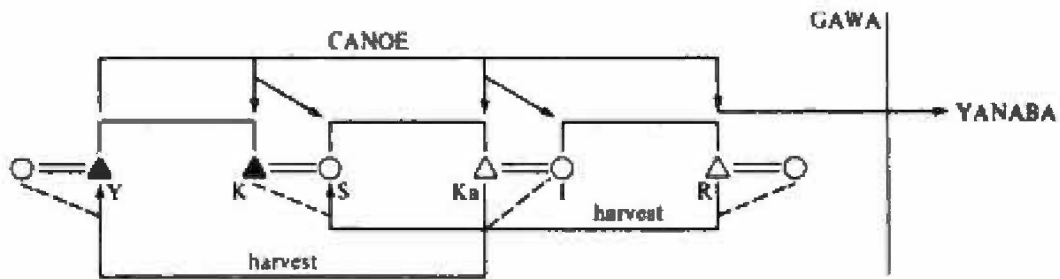 GAWA
CANOE
YANABA
Y K S Ka I R
harvest
harvest